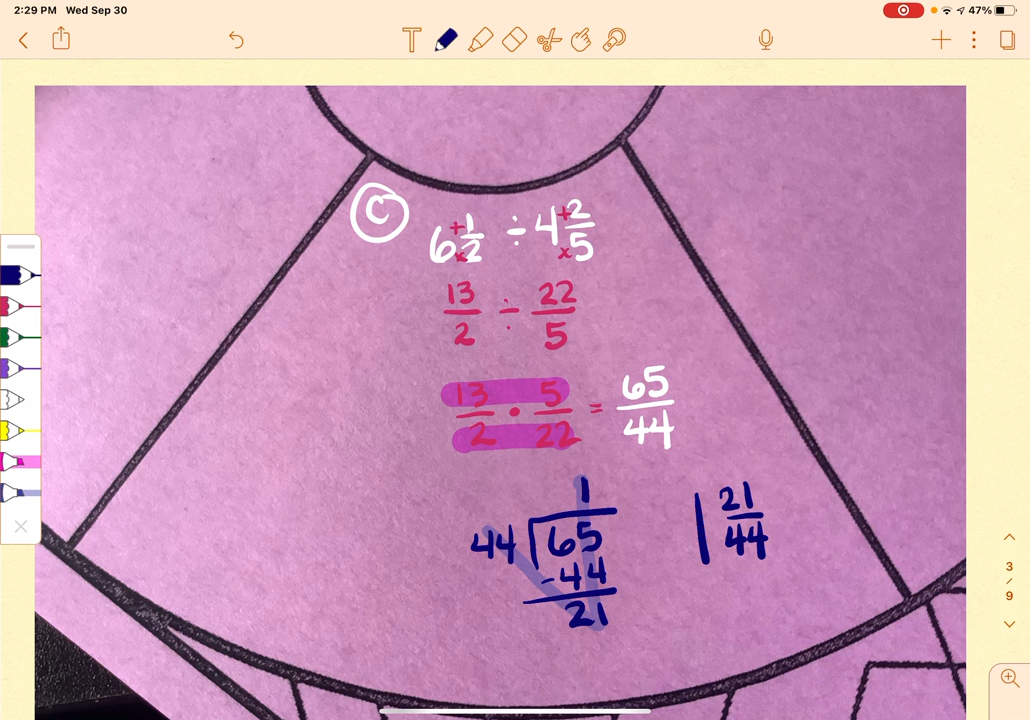 2:29 PM Wed Sep 30
47%
T
C
6 1/2 ÷ 4 2/5
+ +
x x
13/2 ÷ 22/5
13/2 · 5/22 = 65/44
1
44 65
-44
21
1 21/44
3
/
9